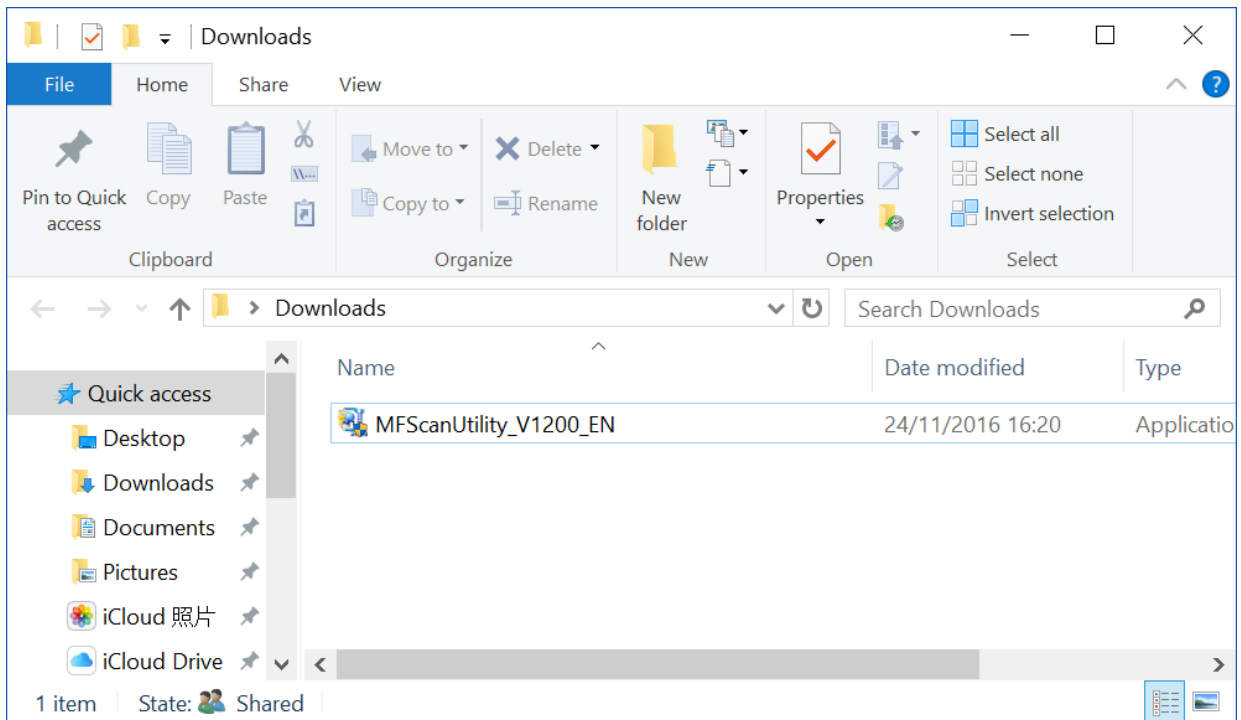 Downloads
File Home Share View
Pin to Quick access
Copy
Paste
Move to
Copy to
Delete
Rename
New folder
Properties
Select all
Select none
Invert selection
Clipboard Organize New Open Select
Downloads
Search Downloads
Name Date modified Type
Quick access
MFScanUtility_V1200_EN 24/11/2016 16:20 Applicatio
Desktop
Downloads
Documents
Pictures
iCloud 照片
iCloud Drive
1 item State: Shared